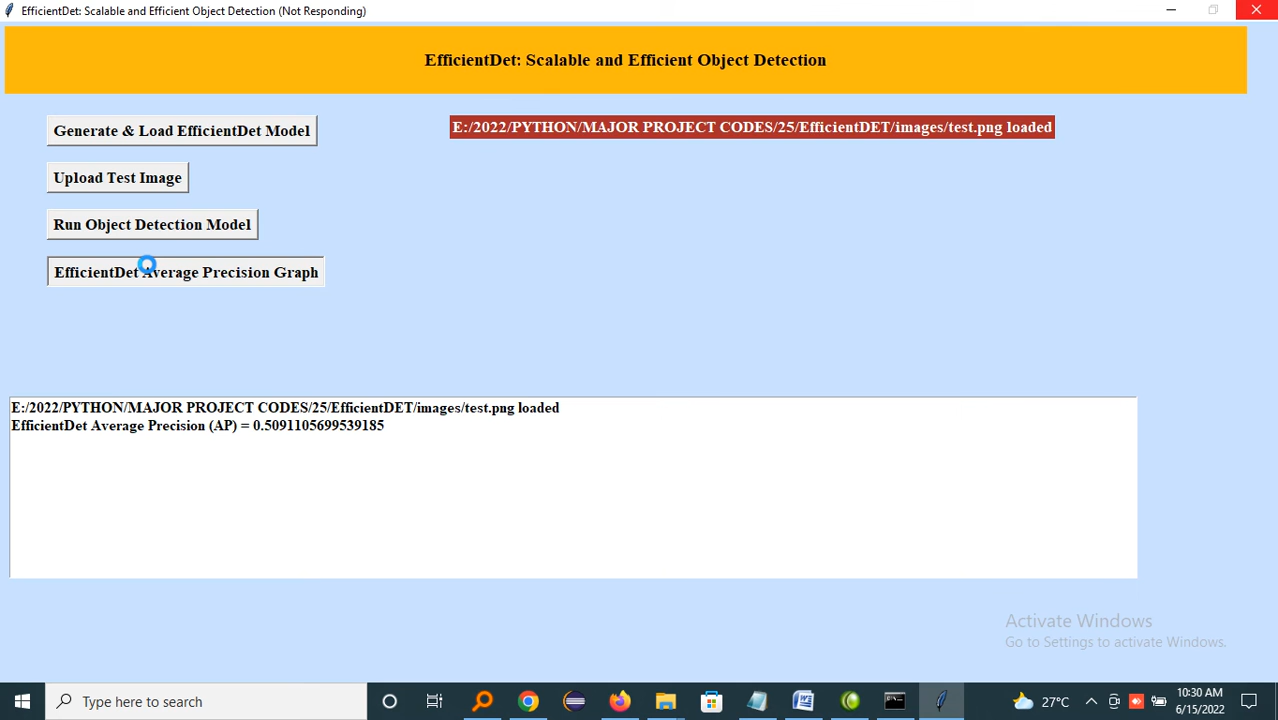 EfficientDet: Scalable and Efficient Object Detection (Not Responding)
EfficientDet: Scalable and Efficient Object Detection
Generate & Load EfficientDet Model
E:/2022/PYTHON/MAJOR PROJECT CODES/25/EfficientDET/images/test.png loaded
Upload Test Image
Run Object Detection Model
EfficientDet Average Precision Graph
E:/2022/PYTHON/MAJOR PROJECT CODES/25/EfficientDET/images/test.png loaded
EfficientDet Average Precision (AP) = 0.5091105699539185
Activate Windows
Go to Settings to activate Windows.
Type here to search
27°C
10:30 AM
6/15/2022